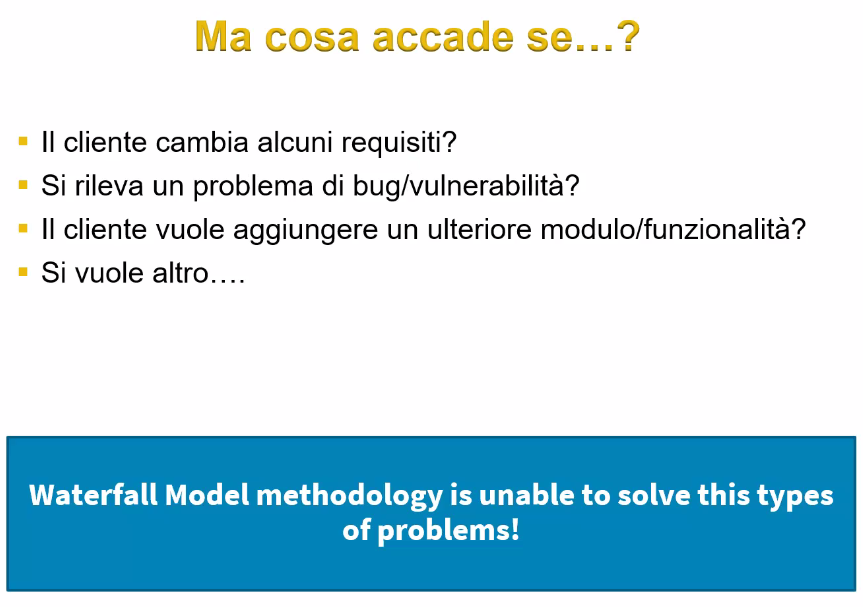 Ma cosa accade se…?
Il cliente cambia alcuni requisiti?
Si rileva un problema di bug/vulnerabilità?
Il cliente vuole aggiungere un ulteriore modulo/funzionalità?
Si vuole altro….
Waterfall Model methodology is unable to solve this types
of problems!